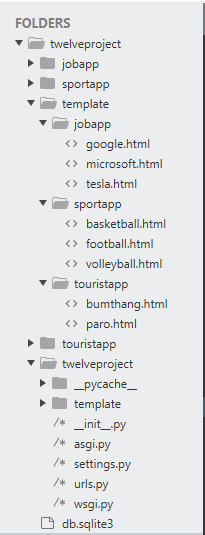 FOLDERS
twelveproject
jobapp
sportapp
template
jobapp
<> google.html
<> microsoft.html
<> tesla.html
sportapp
<> basketball.html
<> football.html
<> volleyball.html
touristapp
<> bumthang.html
<> paro.html
touristapp
twelveproject
__pycache__
template
/* __init__.py
/* asgi.py
/* settings.py
/* urls.py
/* wsgi.py
db.sqlite3